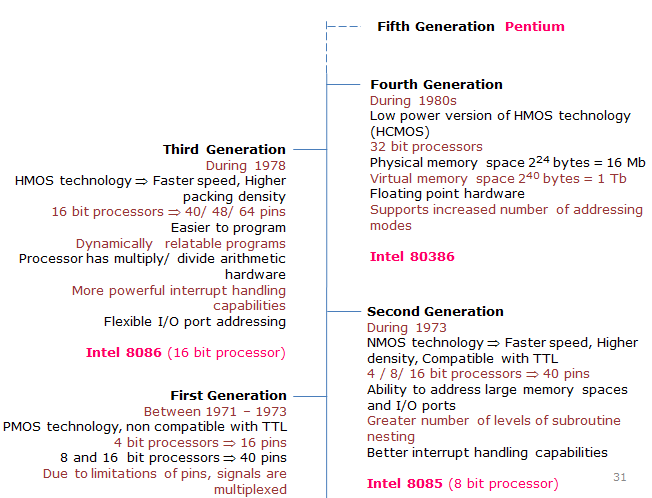 Fifth Generation Pentium
Fourth Generation
During 1980s
Low power version of HMOS technology
(HCMOS)
32 bit processors
Physical memory space 2²⁴ bytes = 16 Mb
Virtual memory space 2⁴⁰ bytes = 1 Tb
Floating point hardware
Supports increased number of addressing
modes
Intel 80386
Third Generation
During 1978
HMOS technology ⇒ Faster speed, Higher
packing density
16 bit processors ⇒ 40/ 48/ 64 pins
Easier to program
Dynamically relatable programs
Processor has multiply/ divide arithmetic
hardware
More powerful interrupt handling
capabilities
Flexible I/O port addressing
Intel 8086 (16 bit processor)
Second Generation
During 1973
NMOS technology ⇒ Faster speed, Higher
density, Compatible with TTL
4 / 8/ 16 bit processors ⇒ 40 pins
Ability to address large memory spaces
and I/O ports
Greater number of levels of subroutine
nesting
Better interrupt handling capabilities
Intel 8085 (8 bit processor)
First Generation
Between 1971 – 1973
PMOS technology, non compatible with TTL
4 bit processors ⇒ 16 pins
8 and 16 bit processors ⇒ 40 pins
Due to limitations of pins, signals are
multiplexed
31